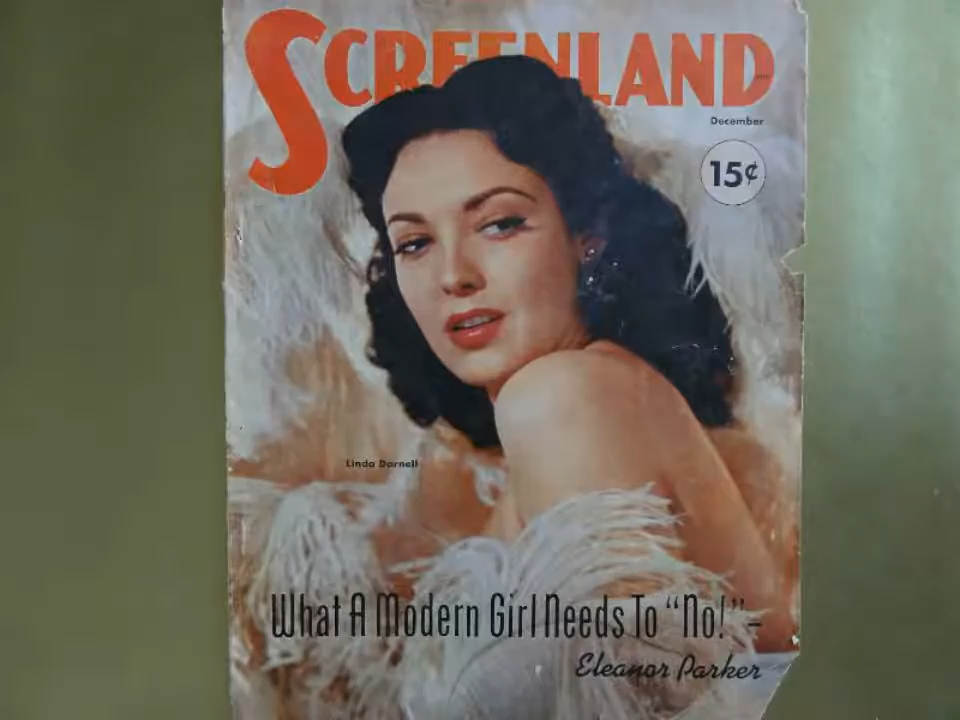 SCREENLAND
December
15¢
Linda Darnell
What A Modern Girl Needs To "No!"–
Eleanor Parker